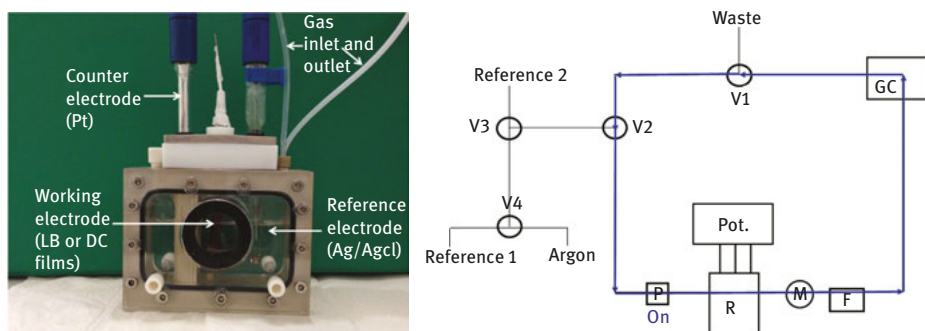 Gas
inlet and
outlet
Counter
electrode
(Pt)
Working
electrode
(LB or DC
films)
Reference
electrode
(Ag/Agcl)
Waste
Reference 2
GC
V1
V3
V2
V4
Pot.
Reference 1
Argon
P
M
F
R
On